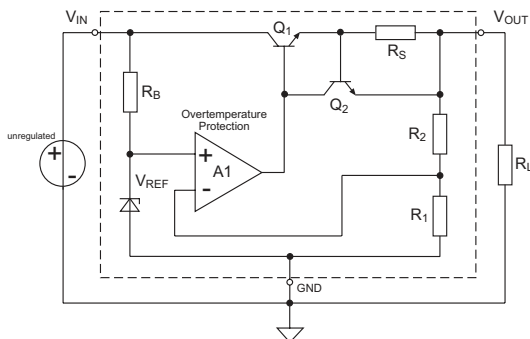 VIN
Q1
VOUT
RS
RB
Q2
Overtemperature
Protection
R2
unregulated
+
-
+
A1
-
VREF
RL
R1
GND